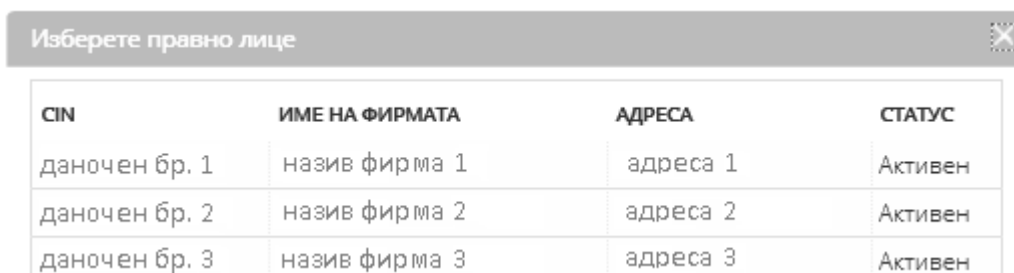 Изберете правно лице
CIN ИМЕ НА ФИРМАТА АДРЕСА СТАТУС
даночен бр. 1 назив фирма 1 адреса 1 Активен
даночен бр. 2 назив фирма 2 адреса 2 Активен
даночен бр. 3 назив фирма 3 адреса 3 Активен